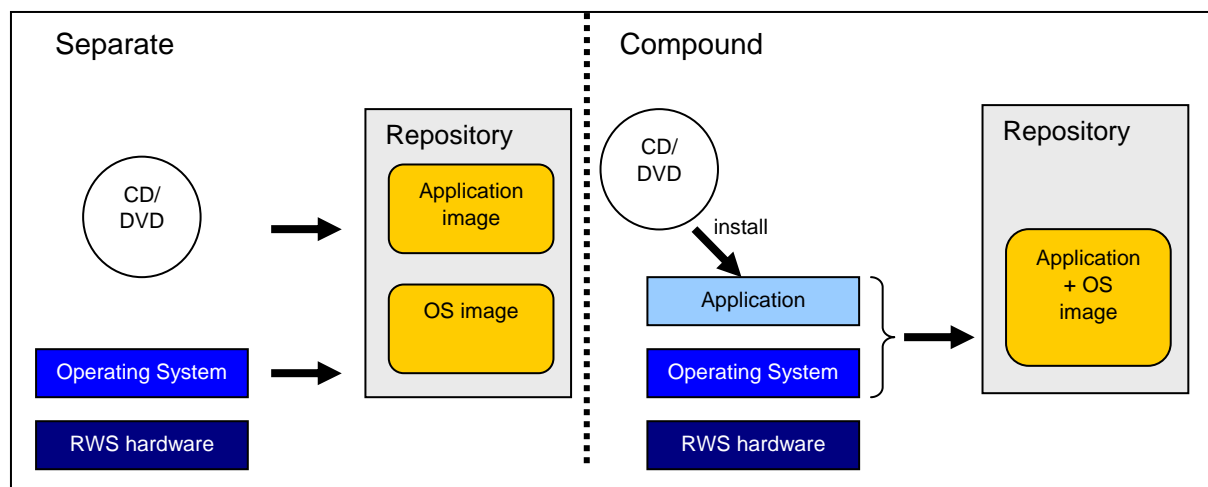 Separate
CD/
DVD
Repository
Application
image
OS image
Operating System
RWS hardware
Compound
CD/
DVD
install
Application
Operating System
RWS hardware
Repository
Application
+ OS
image